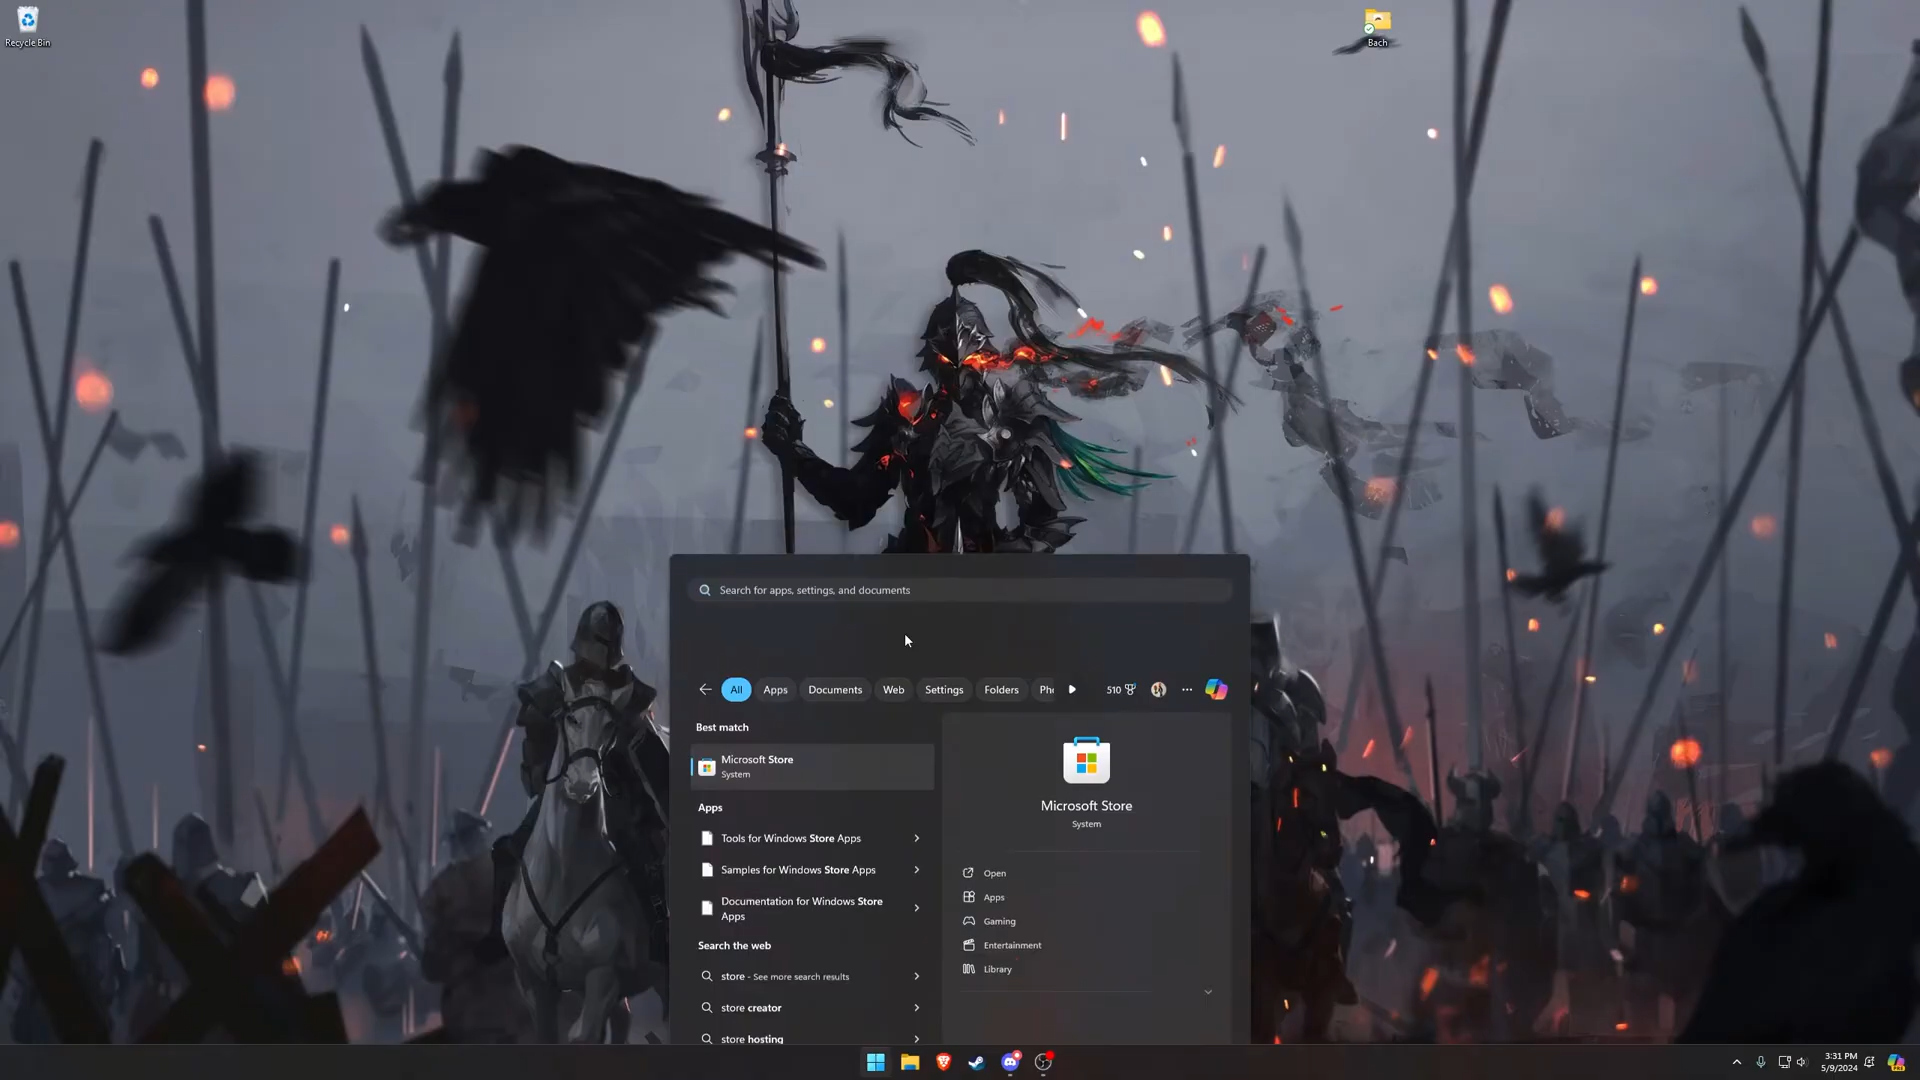 Recycle Bin
Bach
Search for apps, settings, and documents
All Apps Documents Web Settings Folders Pho 510
Best match
Microsoft Store
System
Apps
Tools for Windows Store Apps
Samples for Windows Store Apps
Documentation for Windows Store
Apps
Search the web
store - See more search results
store creator
store hosting
Microsoft Store
System
Open
Apps
Gaming
Entertainment
Library
3:31 PM
5/9/2024